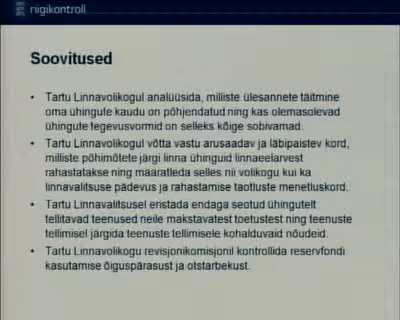 riigikontroll
Soovitused
• Tartu Linnavolikogul analüüsida, milliste ülesannete täitmine
oma ühingute kaudu on põhjendatud ning kas olemasolevad
ühingute tegevusvormid on selleks kõige sobivamad.
• Tartu Linnavolikogul võtta vastu arusaadav ja läbipaistev kord,
milliste põhimõtete järgi linna ühinguid linnaeelarvest
rahastatakse ning määratleda selles nii volikogu kui ka
linnavalitsuse pädevus ja rahastamise taotluste menetluskord.
• Tartu Linnavalitsusel eristada endaga seotud ühingutelt
tellitavad teenused neile makstavatest toetustest ning teenuste
tellimisel järgida teenuste tellimisele kohalduvaid nõudeid.
• Tartu Linnavolikogu revisjonikomisjonil kontrollida reservfondi
kasutamise õiguspärasust ja otstarbekust.